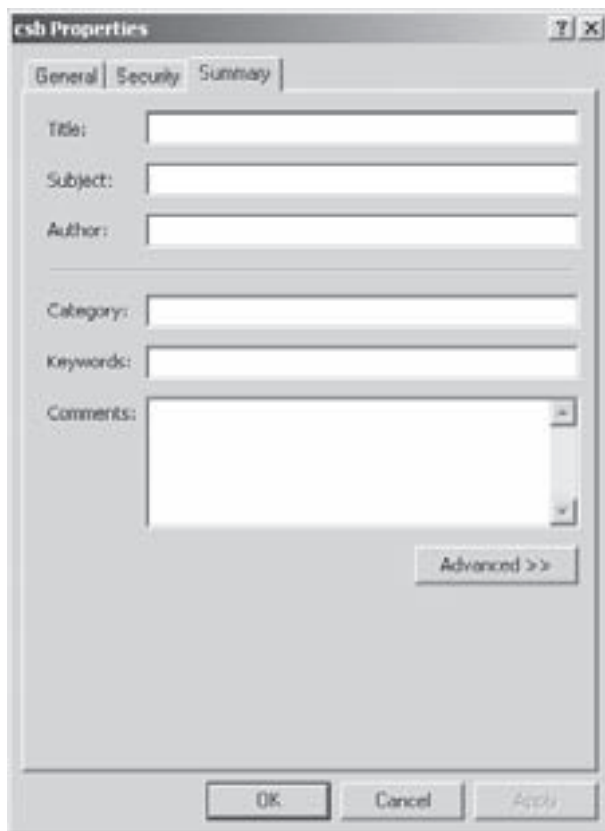 csb Properties
General Security Summary
Title:
Subject:
Author:
Category:
Keywords:
Comments:
Advanced >>
OK Cancel Apply